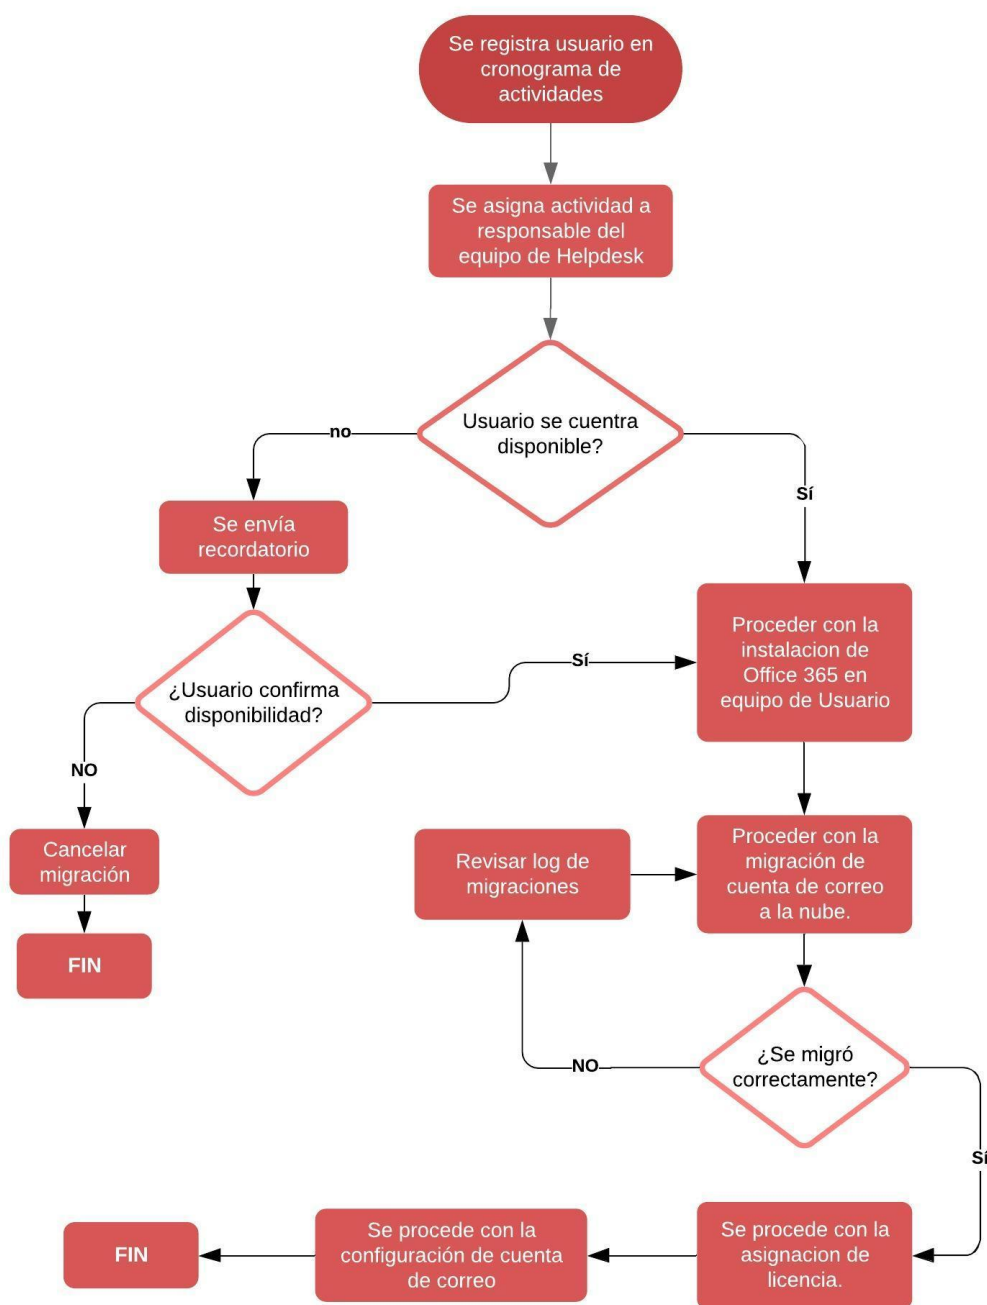 Se registra usuario en
cronograma de
actividades
Se asigna actividad a
responsable del
equipo de Helpdesk
Usuario se cuentra
disponible?
no
Sí
Se envía
recordatorio
¿Usuario confirma
disponibilidad?
Sí
NO
Proceder con la
instalacion de
Office 365 en
equipo de Usuario
Cancelar
migración
FIN
Revisar log de
migraciones
Proceder con la
migración de
cuenta de correo
a la nube.
¿Se migró
correctamente?
NO
Sí
Se procede con la
asignacion de
licencia.
Se procede con la
configuración de cuenta
de correo
FIN